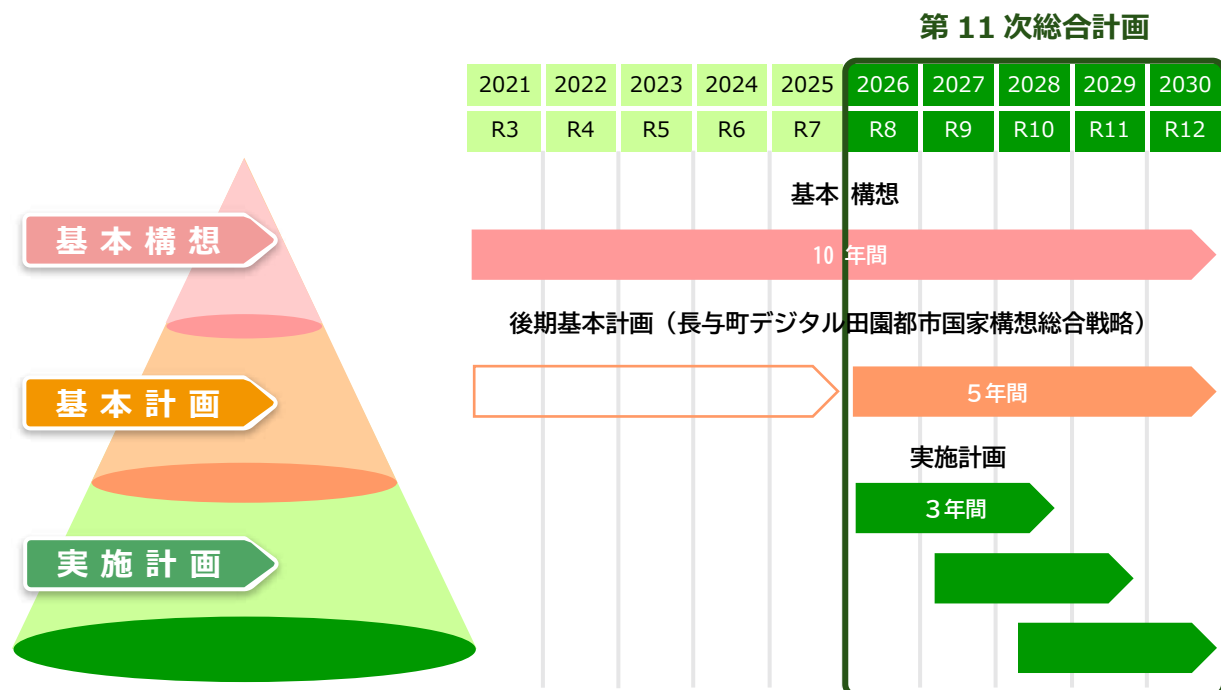 第 11 次総合計画
2021 2022 2023 2024 2025 2026 2027 2028 2029 2030
R3 R4 R5 R6 R7 R8 R9 R10 R11 R12
基本 構想
基本構想
10 年間
後期基本計画（長与町デジタル田園都市国家構想総合戦略）
基本計画
５年間
実施計画
３年間
実施計画